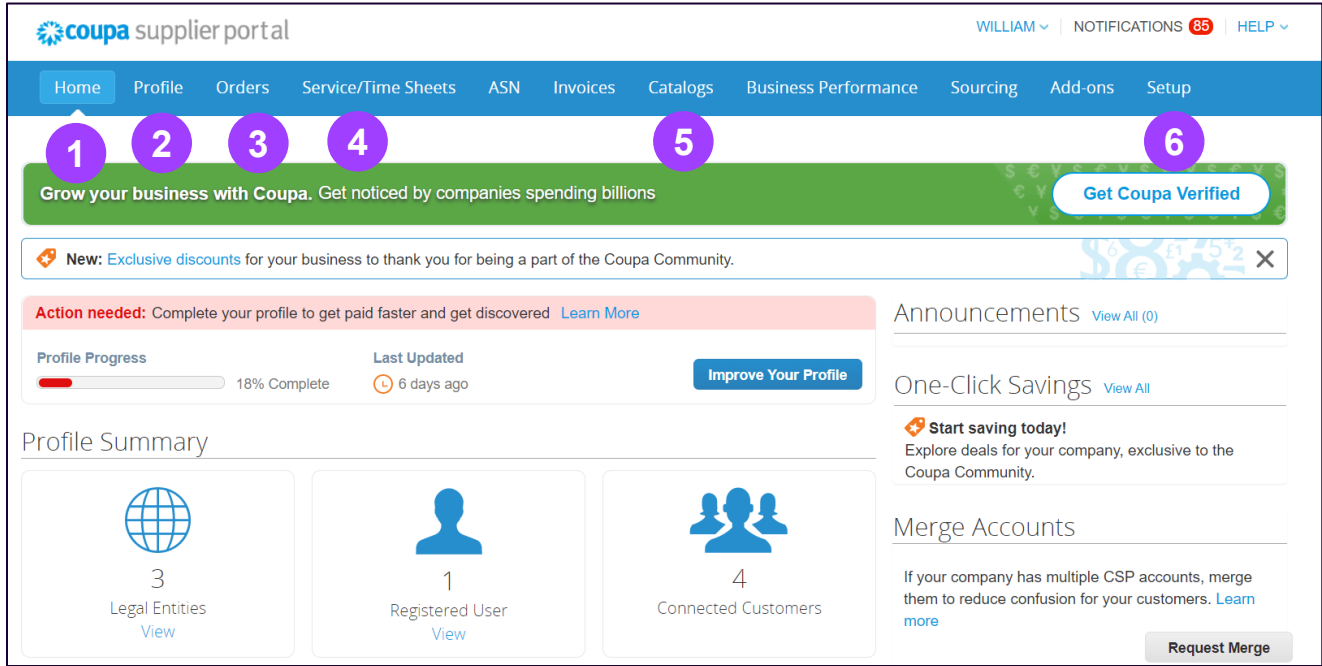 coupa supplier portal
WILLIAM NOTIFICATIONS 85 HELP
Home Profile Orders Service/Time Sheets ASN Invoices Catalogs Business Performance Sourcing Add-ons Setup
1 2 3 4 5 6
Grow your business with Coupa. Get noticed by companies spending billions
Get Coupa Verified
New: Exclusive discounts for your business to thank you for being a part of the Coupa Community.
Action needed: Complete your profile to get paid faster and get discovered Learn More
Profile Progress Last Updated
18% Complete 6 days ago
Improve Your Profile
Profile Summary
3
Legal Entities
View
1
Registered User
View
4
Connected Customers
Announcements View All (0)
One-Click Savings View All
Start saving today!
Explore deals for your company, exclusive to the
Coupa Community.
Merge Accounts
If your company has multiple CSP accounts, merge
them to reduce confusion for your customers. Learn
more
Request Merge